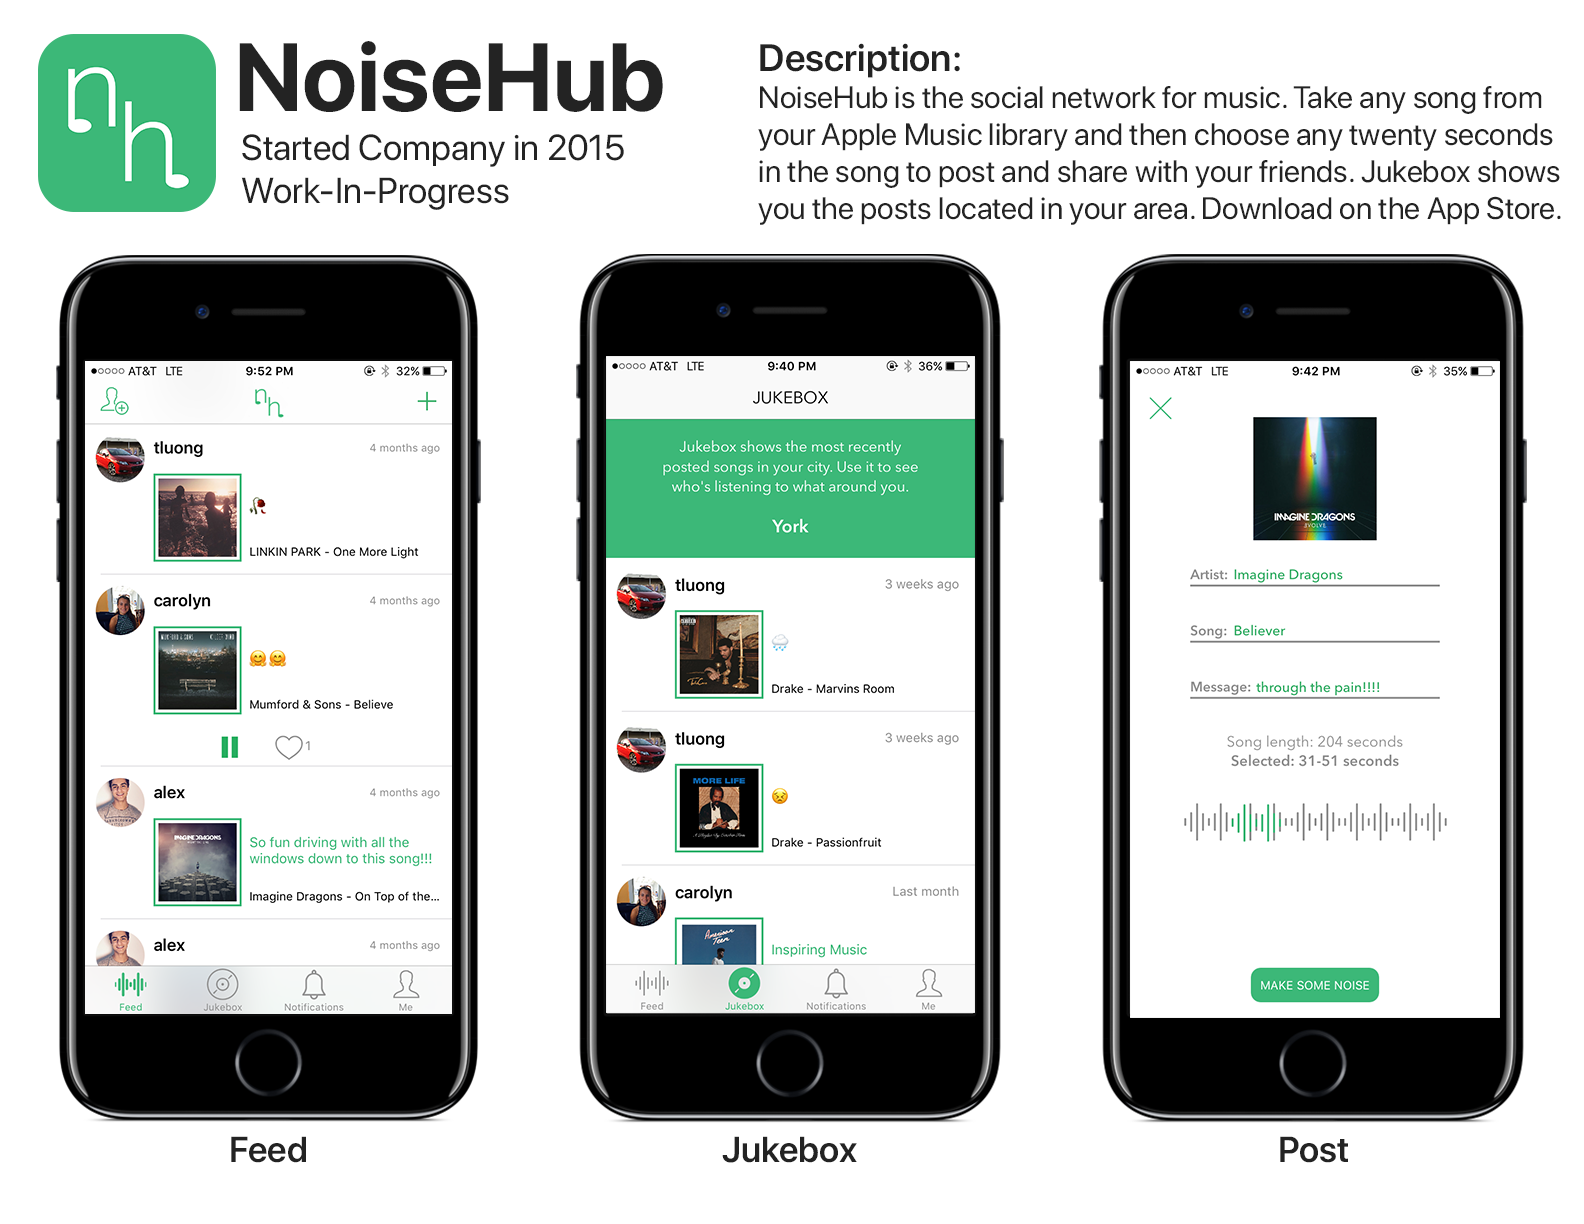 nh
NoiseHub
Started Company in 2015
Work-In-Progress
Description:
NoiseHub is the social network for music. Take any song from
your Apple Music library and then choose any twenty seconds
in the song to post and share with your friends. Jukebox shows
you the posts located in your area. Download on the App Store.
AT&T LTE 9:52 PM 32%
nh
tluong 4 months ago
LINKIN PARK - One More Light
carolyn 4 months ago
MUMFORD & SONS WILDER MIND
Mumford & Sons - Believe
1
alex 4 months ago
IMAGINE DRAGONS
So fun driving with all the
windows down to this song!!!
Imagine Dragons - On Top of the...
alex 4 months ago
Feed Jukebox Notifications Me
Feed
AT&T LTE 9:40 PM 36%
JUKEBOX
Jukebox shows the most recently
posted songs in your city. Use it to see
who's listening to what around you.
York
tluong 3 weeks ago
Drake - Marvins Room
tluong 3 weeks ago
MORE LIFE
Drake - Passionfruit
carolyn Last month
American
Teen
Inspiring Music
Feed Jukebox Notifications Me
Jukebox
AT&T LTE 9:42 PM 35%
IMAGINE DRAGONS
EVOLVE
Artist: Imagine Dragons
Song: Believer
Message: through the pain!!!!
Song length: 204 seconds
Selected: 31-51 seconds
MAKE SOME NOISE
Post